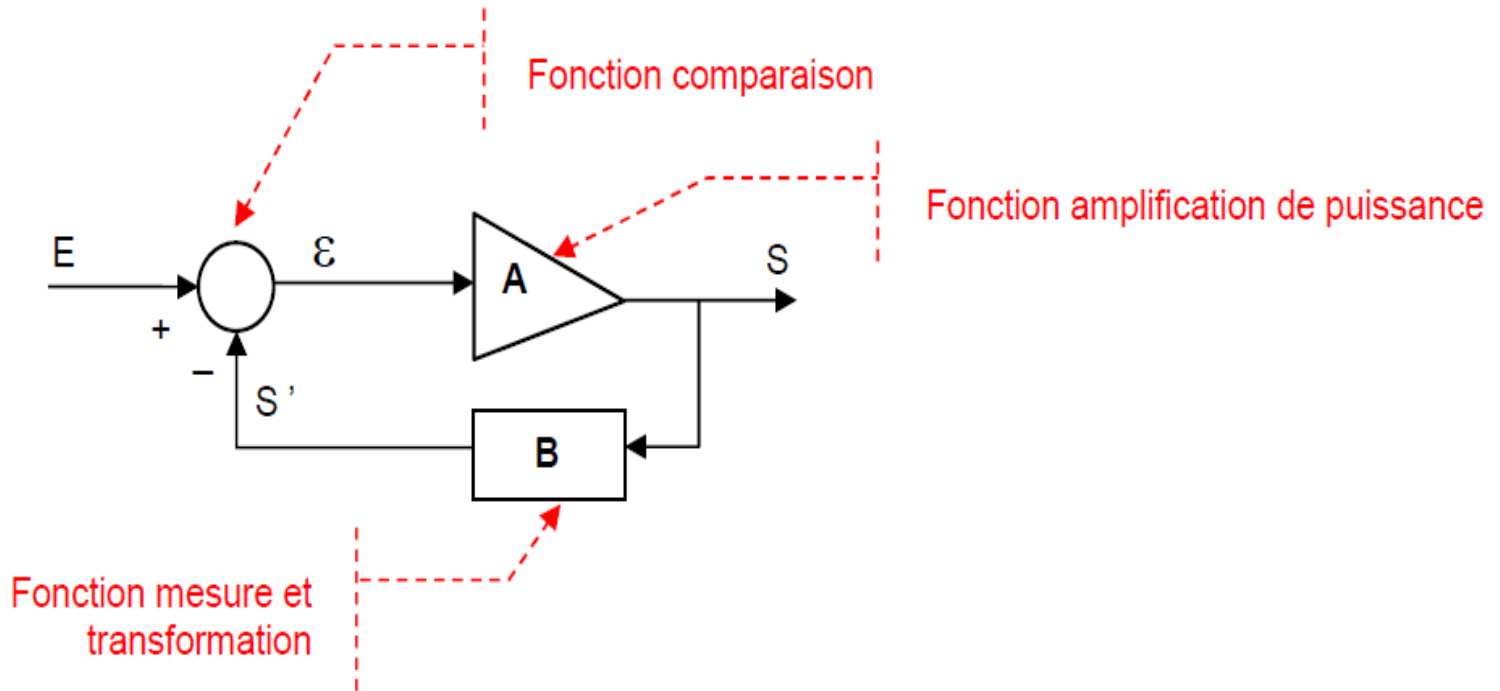 Fonction comparaison
Fonction amplification de puissance
E
ε
A
S
+
–
S ’
B
Fonction mesure et
transformation